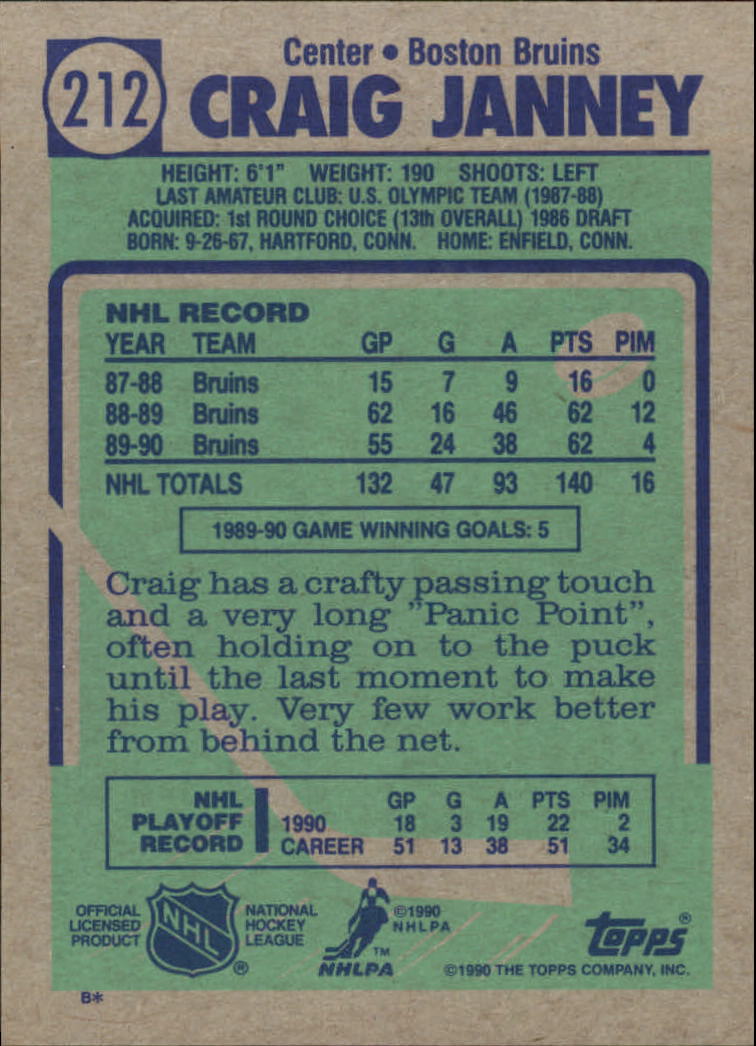 212
Center • Boston Bruins
CRAIG JANNEY
HEIGHT: 6'1" WEIGHT: 190 SHOOTS: LEFT
LAST AMATEUR CLUB: U.S. OLYMPIC TEAM (1987-88)
ACQUIRED: 1st ROUND CHOICE (13th OVERALL) 1986 DRAFT
BORN: 9-26-67, HARTFORD, CONN. HOME: ENFIELD, CONN.
NHL RECORD
YEAR TEAM GP G A PTS PIM
87-88 Bruins 15 7 9 16 0
88-89 Bruins 62 16 46 62 12
89-90 Bruins 55 24 38 62 4
NHL TOTALS 132 47 93 140 16
1989-90 GAME WINNING GOALS: 5
Craig has a crafty passing touch
and a very long "Panic Point",
often holding on to the puck
until the last moment to make
his play. Very few work better
from behind the net.
NHL GP G A PTS PIM
PLAYOFF 1990 18 3 19 22 2
RECORD CAREER 51 13 38 51 34
OFFICIAL
LICENSED
PRODUCT
NHL
®
NATIONAL
HOCKEY
LEAGUE
©1990
NHLPA
TM
NHLPA
topps®
©1990 THE TOPPS COMPANY, INC.
B*